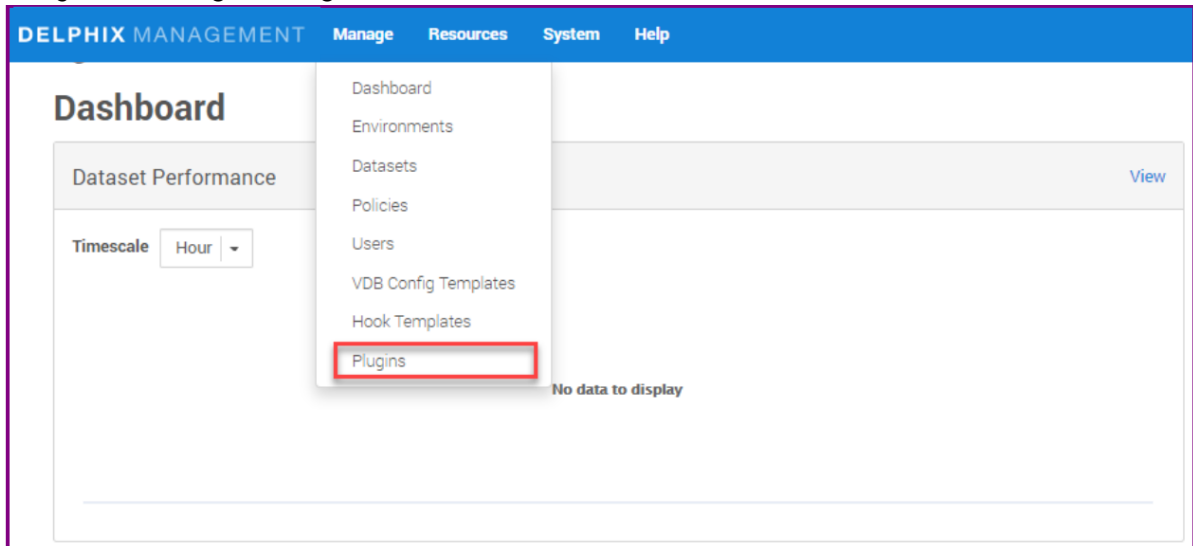 DELPHIX MANAGEMENT Manage Resources System Help
Dashboard
Dashboard
Environments
Datasets
Policies
Users
VDB Config Templates
Hook Templates
Plugins
Dataset Performance
View
Timescale Hour
No data to display